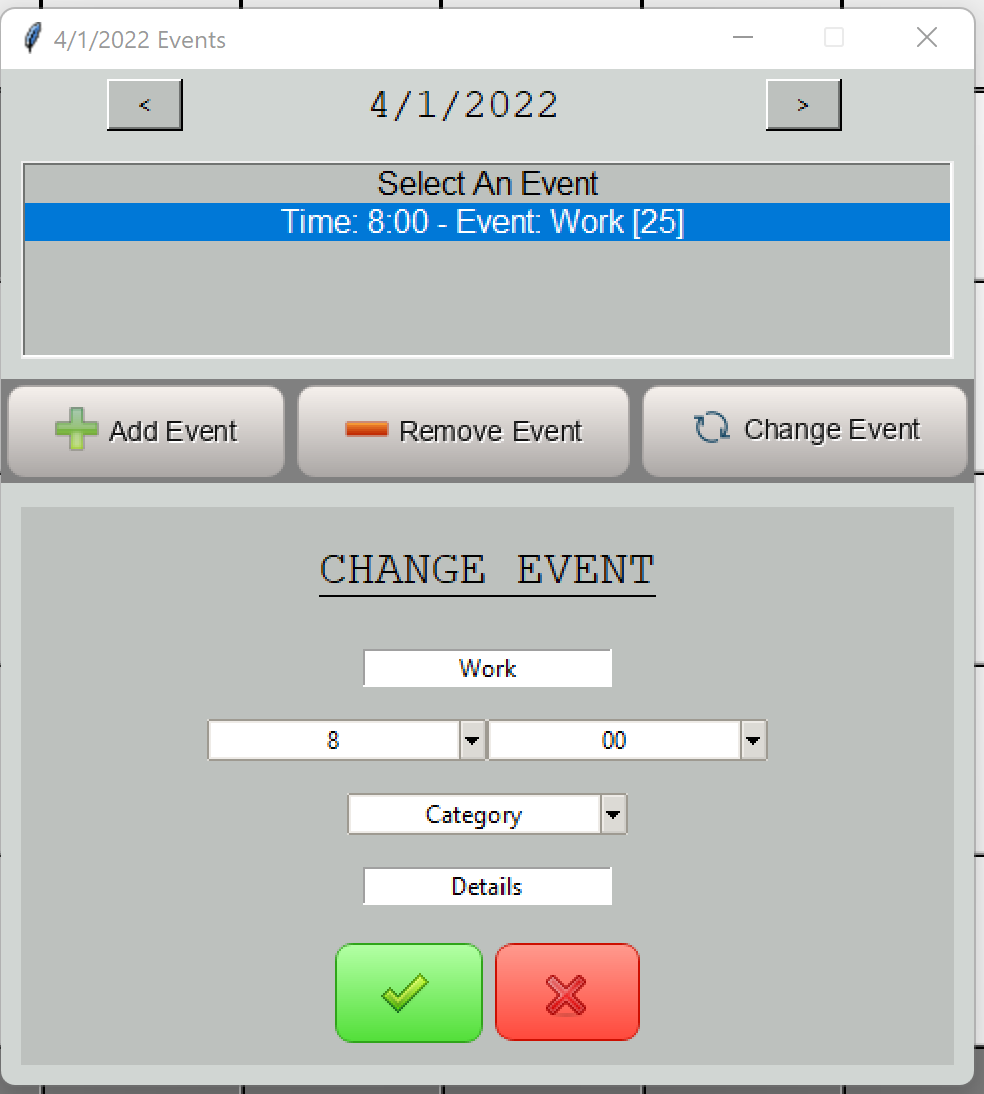 4/1/2022 Events
< 4/1/2022 >
Select An Event
Time: 8:00 - Event: Work [25]
Add Event Remove Event Change Event
CHANGE EVENT
Work
8 00
Category
Details